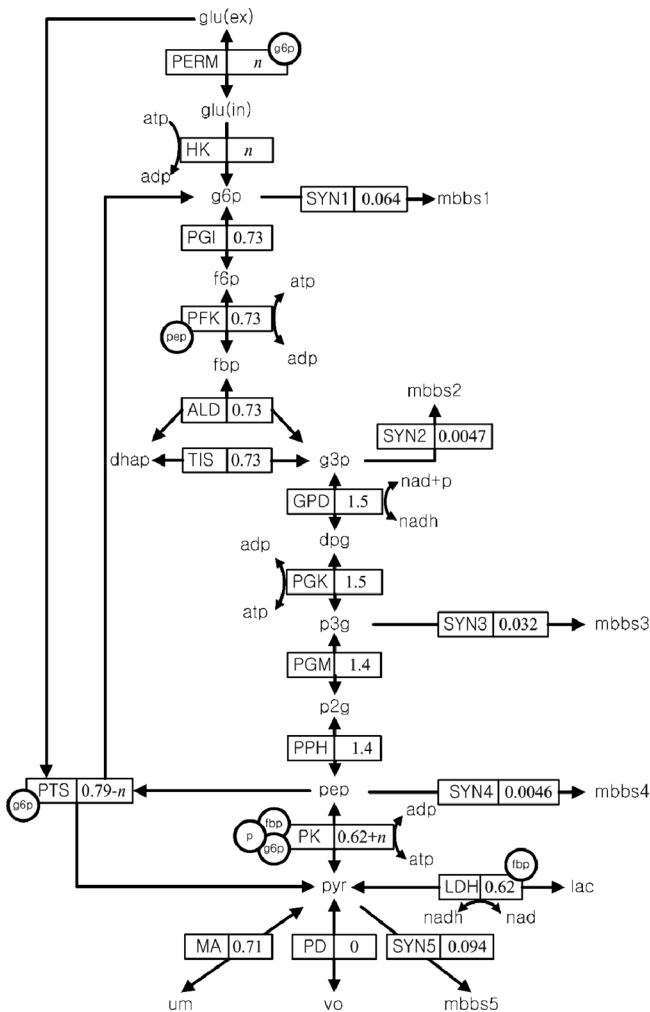 glu(ex)
g6p
PERM n
glu(in)
atp
HK n
adp
g6p SYN1 0.064 mbbs1
PGI 0.73
f6p
atp
PFK 0.73
pep
adp
fbp
mbbs2
ALD 0.73
SYN2 0.0047
dhap TIS 0.73 g3p
nad+p
GPD 1.5
nadh
dpg
adp
PGK 1.5
atp
p3g SYN3 0.032 mbbs3
PGM 1.4
p2g
PPH 1.4
PTS 0.79-n pep SYN4 0.0046 mbbs4
g6p
adp
fbp
p PK 0.62+n
g6p
atp
fbp
pyr LDH 0.62 lac
nadh nad
MA 0.71 PD 0 SYN5 0.094
um vo mbbs5